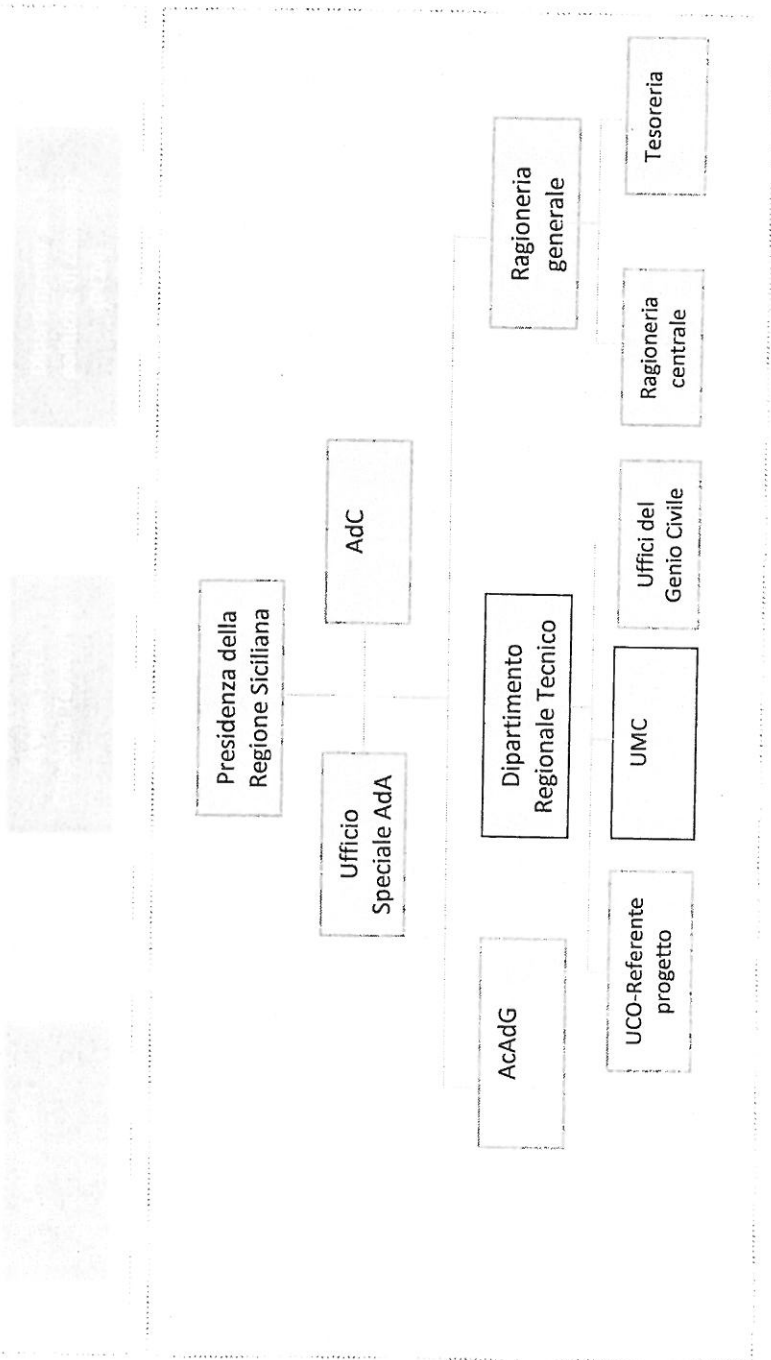 Presidenza della
Regione Siciliana
Ufficio
Speciale AdA
AdC
AcAdG
Dipartimento
Regionale Tecnico
Ragioneria
generale
UCO-Referente
progetto
UMC
Uffici del
Genio Civile
Ragioneria
centrale
Tesoreria